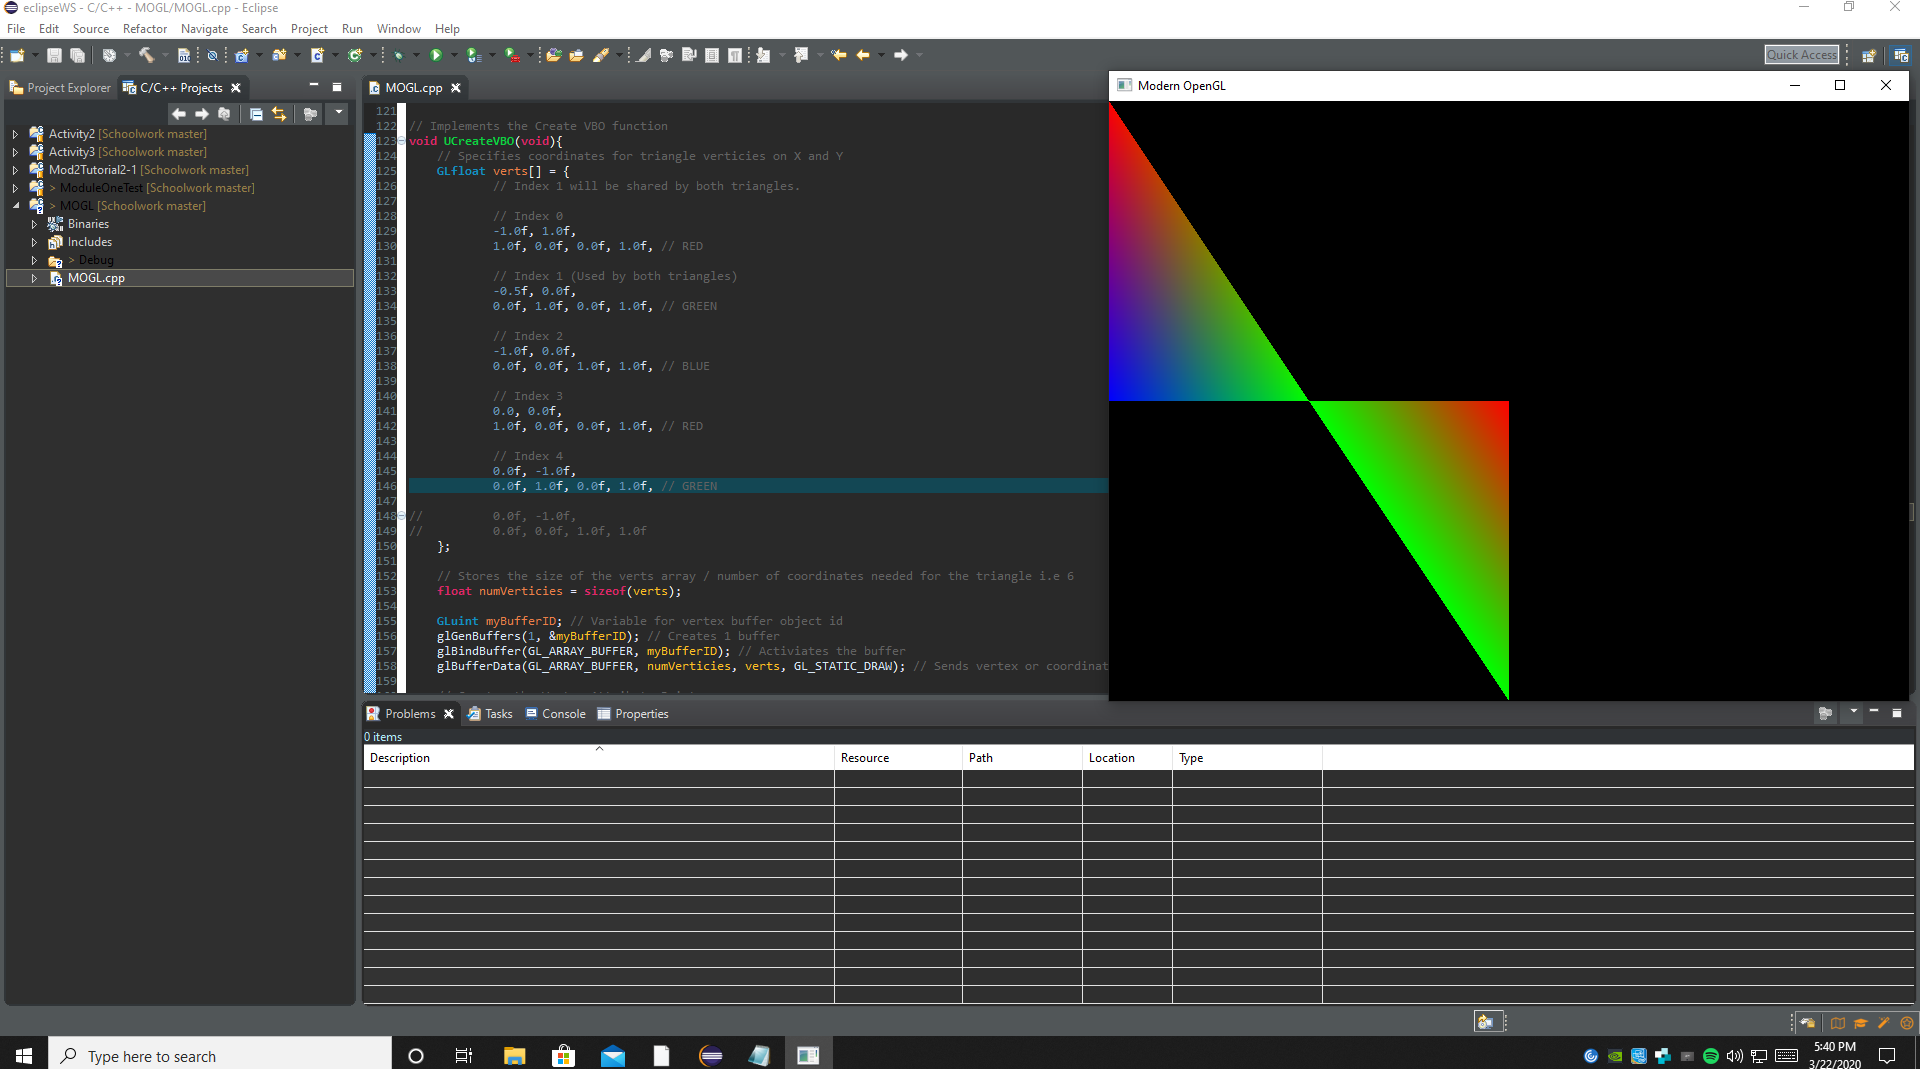 eclipseWS - C/C++ - MOGL/MOGL.cpp - Eclipse
File Edit Source Refactor Navigate Search Project Run Window Help
Quick Access
Project Explorer C/C++ Projects
Activity2 [Schoolwork master]
Activity3 [Schoolwork master]
Mod2Tutorial2-1 [Schoolwork master]
> ModuleOneTest [Schoolwork master]
> MOGL [Schoolwork master]
Binaries
Includes
> Debug
MOGL.cpp
MOGL.cpp
121
122 // Implements the Create VBO function
123 void UCreateVBO(void){
124 // Specifies coordinates for triangle verticies on X and Y
125 GLfloat verts[] = {
126 // Index 1 will be shared by both triangles.
127
128 // Index 0
129 -1.0f, 1.0f,
130 1.0f, 0.0f, 0.0f, 1.0f, // RED
131
132 // Index 1 (Used by both triangles)
133 -0.5f, 0.0f,
134 0.0f, 1.0f, 0.0f, 1.0f, // GREEN
135
136 // Index 2
137 -1.0f, 0.0f,
138 0.0f, 0.0f, 1.0f, 1.0f, // BLUE
139
140 // Index 3
141 0.0, 0.0f,
142 1.0f, 0.0f, 0.0f, 1.0f, // RED
143
144 // Index 4
145 0.0f, -1.0f,
146 0.0f, 1.0f, 0.0f, 1.0f, // GREEN
147
148 // 0.0f, -1.0f,
149 // 0.0f, 0.0f, 1.0f, 1.0f
150 };
151
152 // Stores the size of the verts array / number of coordinates needed for the triangle i.e 6
153 float numVerticies = sizeof(verts);
154
155 GLuint myBufferID; // Variable for vertex buffer object id
156 glGenBuffers(1, &myBufferID); // Creates 1 buffer
157 glBindBuffer(GL_ARRAY_BUFFER, myBufferID); // Activiates the buffer
158 glBufferData(GL_ARRAY_BUFFER, numVerticies, verts, GL_STATIC_DRAW); // Sends vertex or coordinat
159
Modern OpenGL
Problems Tasks Console Properties
0 items
Description Resource Path Location Type
Type here to search
5:40 PM
3/22/2020